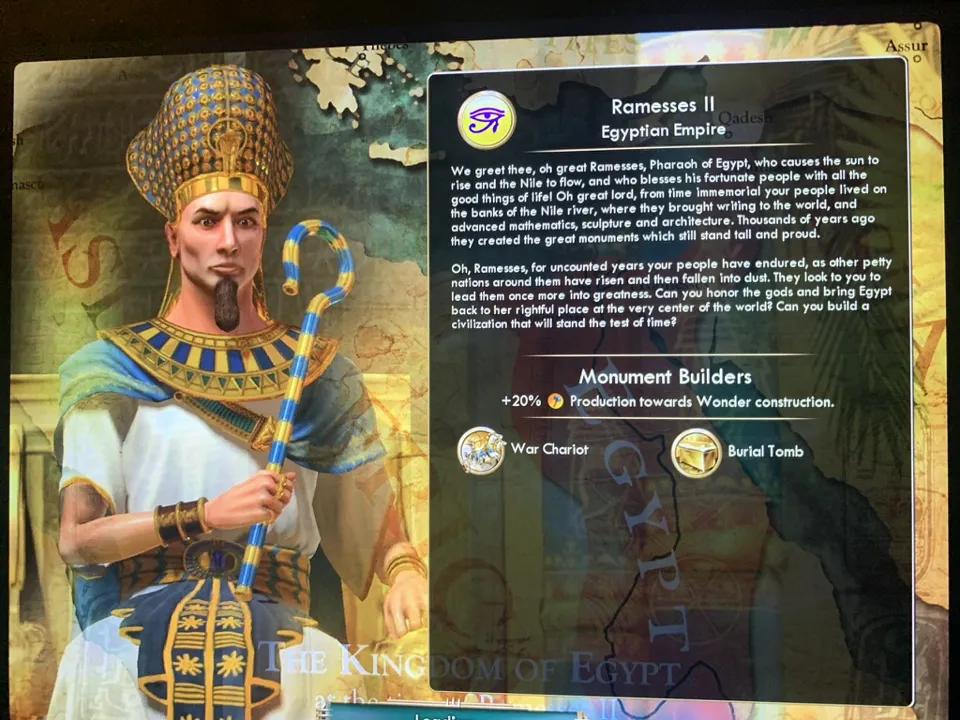 Thebes
Assur
Qadesh
Ramesses II
Egyptian Empire
We greet thee, oh great Ramesses, Pharaoh of Egypt, who causes the sun to
rise and the Nile to flow, and who blesses his fortunate people with all the
good things of life! Oh great lord, from time immemorial your people lived on
the banks of the Nile river, where they brought writing to the world, and
advanced mathematics, sculpture and architecture. Thousands of years ago
they created the great monuments which still stand tall and proud.
Oh, Ramesses, for uncounted years your people have endured, as other petty
nations around them have risen and then fallen into dust. They look to you to
lead them once more into greatness. Can you honor the gods and bring Egypt
back to her rightful place at the very center of the world? Can you build a
civilization that will stand the test of time?
Monument Builders
+20% Production towards Wonder construction.
War Chariot
Burial Tomb
EGYPT
THE KINGDOM OF EGYPT